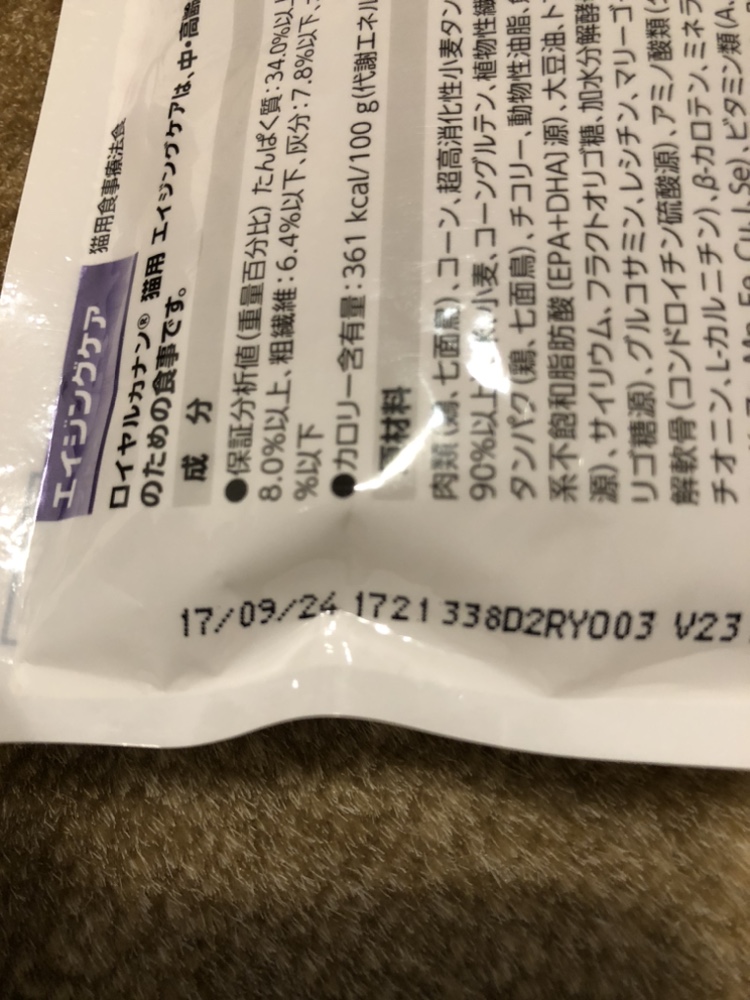 猫用食事療法食
エイジングケア
ロイヤルカナン® 猫用 エイジングケアは、中・高齢
のための食事です。
成 分
●保証分析値(重量百分比) たんぱく質:34.0%以上
8.0%以上、粗繊維:6.4%以下、灰分:7.8%以下、
%以下
●カロリー含有量:361 kcal/100 g(代謝エネル
原材料
肉類(鶏、七面鳥)、コーン、超高消化性小麦タン
90%以上 小麦、コーングルテン、植物性繊
タンパク(鶏、七面鳥)、チコリー、動物性油脂、
系不飽和脂肪酸(EPA+DHA)源)、大豆油、ト
源)、サイリウム、フラクトオリゴ糖、加水分解酵
リゴ糖源)、グルコサミン、レシチン、マリーゴー
解軟骨(コンドロイチン硫酸源)、アミノ酸類(
チオニン、L-カルニチン)、β-カロテン、ミネラ
Se)、ビタミン類(A、
17/09/24 1721 338D2RY003 V23